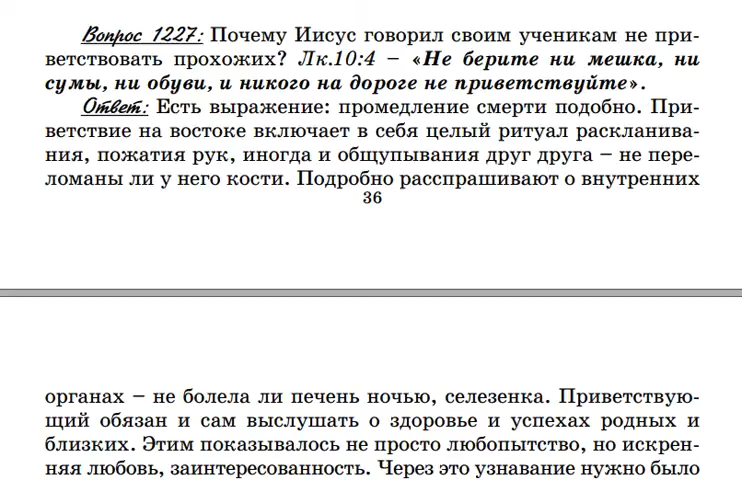 Вопрос 1227: Почему Иисус говорил своим ученикам не при-
ветствовать прохожих? Лк.10:4 – «Не берите ни мешка, ни
сумы, ни обуви, и никого на дороге не приветствуйте».
Ответ: Есть выражение: промедление смерти подобно. При-
ветствие на востоке включает в себя целый ритуал раскланива-
ния, пожатия рук, иногда и общупывания друг друга – не пере-
ломаны ли у него кости. Подробно расспрашивают о внутренних
36
органах – не болела ли печень ночью, селезенка. Приветствую-
щий обязан и сам выслушать о здоровье и успехах родных и
близких. Этим показывалось не просто любопытство, но искрен-
няя любовь, заинтересованность. Через это узнавание нужно было